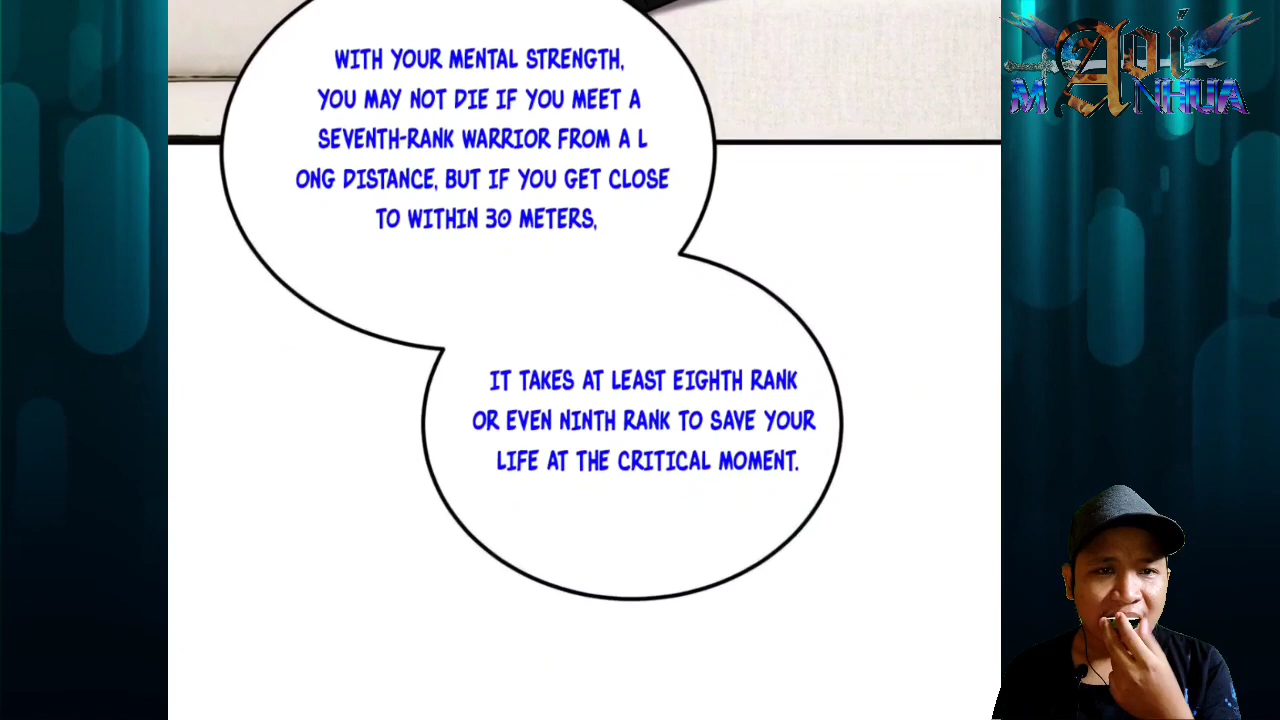 WITH YOUR MENTAL STRENGTH,
YOU MAY NOT DIE IF YOU MEET A
SEVENTH-RANK WARRIOR FROM A L
ONG DISTANCE, BUT IF YOU GET CLOSE
TO WITHIN 30 METERS,
IT TAKES AT LEAST EIGHTH RANK
OR EVEN NINTH RANK TO SAVE YOUR
LIFE AT THE CRITICAL MOMENT.
Aoi
MANHUA